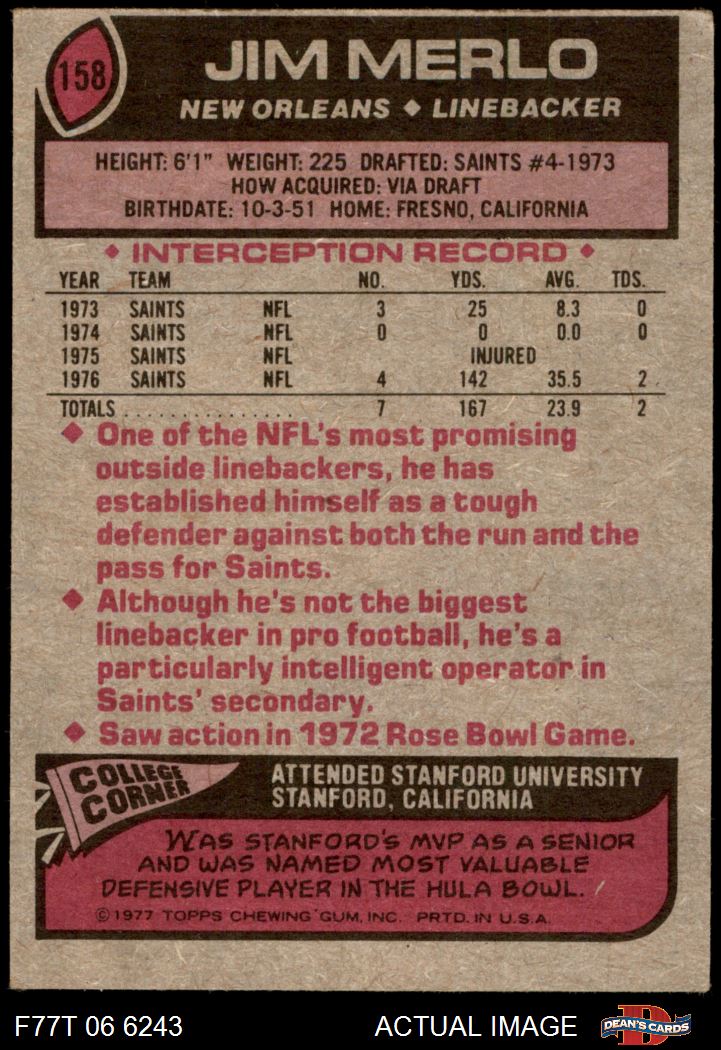 158
JIM MERLO
NEW ORLEANS ◆ LINEBACKER
HEIGHT: 6'1" WEIGHT: 225 DRAFTED: SAINTS #4-1973
HOW ACQUIRED: VIA DRAFT
BIRTHDATE: 10-3-51 HOME: FRESNO, CALIFORNIA
◆ INTERCEPTION RECORD ◆
YEAR TEAM NO. YDS. AVG. TDS.
1973 SAINTS NFL 3 25 8.3 0
1974 SAINTS NFL 0 0 0.0 0
1975 SAINTS NFL INJURED
1976 SAINTS NFL 4 142 35.5 2
TOTALS . . . . . . . . . . . . . . . 7 167 23.9 2
◆ One of the NFL's most promising
outside linebackers, he has
established himself as a tough
defender against both the run and the
pass for Saints.
◆ Although he's not the biggest
linebacker in pro football, he's a
particularly intelligent operator in
Saints' secondary.
◆ Saw action in 1972 Rose Bowl Game.
COLLEGE
CORNER
ATTENDED STANFORD UNIVERSITY
STANFORD, CALIFORNIA
WAS STANFORD'S MVP AS A SENIOR
AND WAS NAMED MOST VALUABLE
DEFENSIVE PLAYER IN THE HULA BOWL.
© 1977 TOPPS CHEWING GUM, INC. PRTD. IN U.S.A.
F77T 06 6243 ACTUAL IMAGE
D
DEAN'S CARDS